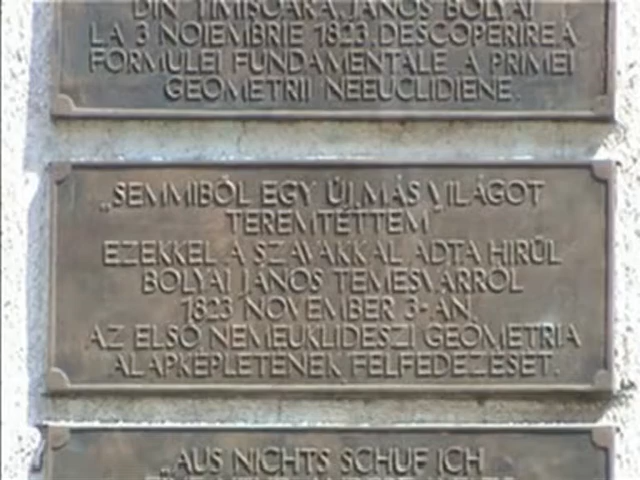 DIN TIMIȘOARA, JÁNOS BOLYAI
LA 3 NOIEMBRIE 1823 DESCOPERIREA
FORMULEI FUNDAMENTALE A PRIMEI
GEOMETRII NEEUCLIDIENE.
„SEMMIBŐL EGY ÚJ MÁS VILÁGOT
TEREMTETTEM”
EZEKKEL A SZAVAKKAL ADTA HIRÜL
BOLYAI JÁNOS TEMESVÁRRÓL
1823 NOVEMBER 3-ÁN,
AZ ELSŐ NEMEUKLIDESZI GEOMETRIA
ALAPKÉPLETÉNEK FELFEDEZÉSÉT.
„AUS NICHTS SCHUF ICH